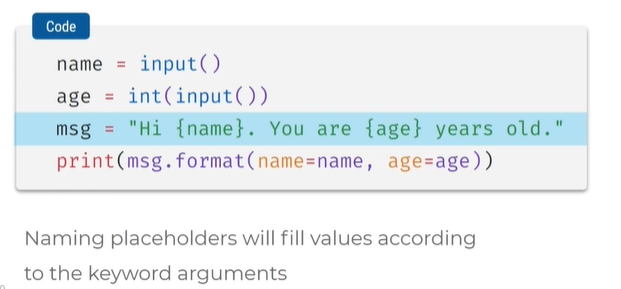 Code
name = input()
age = int(input())
msg = "Hi {name}. You are {age} years old."
print(msg.format(name=name, age=age))
Naming placeholders will fill values according
to the keyword arguments